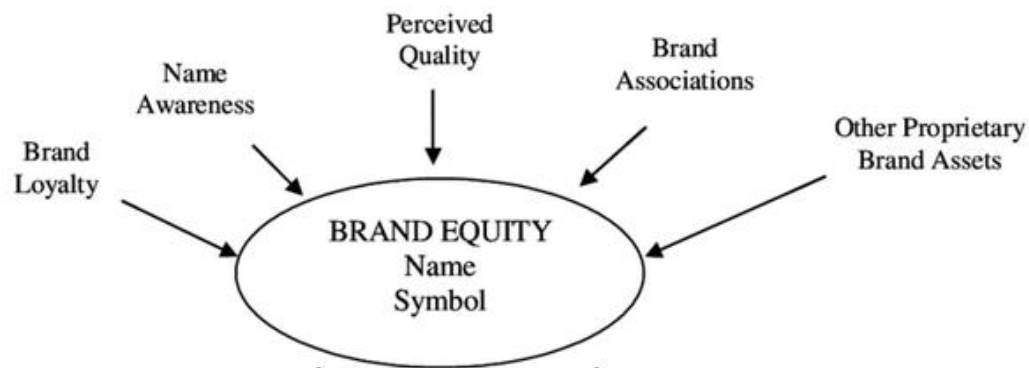 Perceived
Quality
Brand
Associations
Name
Awareness
Other Proprietary
Brand Assets
Brand
Loyalty
BRAND EQUITY
Name
Symbol